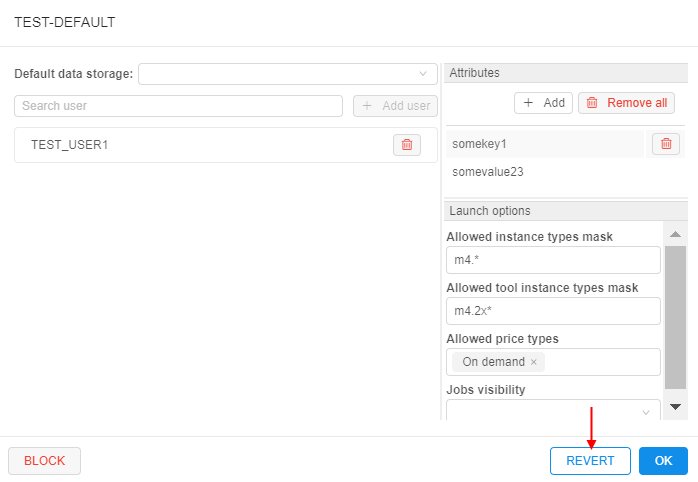 TEST-DEFAULT
Default data storage:
Search user
+ Add user
TEST_USER1
Attributes
+ Add
Remove all
somekey1
somevalue23
Launch options
Allowed instance types mask
m4.*
Allowed tool instance types mask
m4.2x*
Allowed price types
On demand ×
Jobs visibility
BLOCK
REVERT
OK